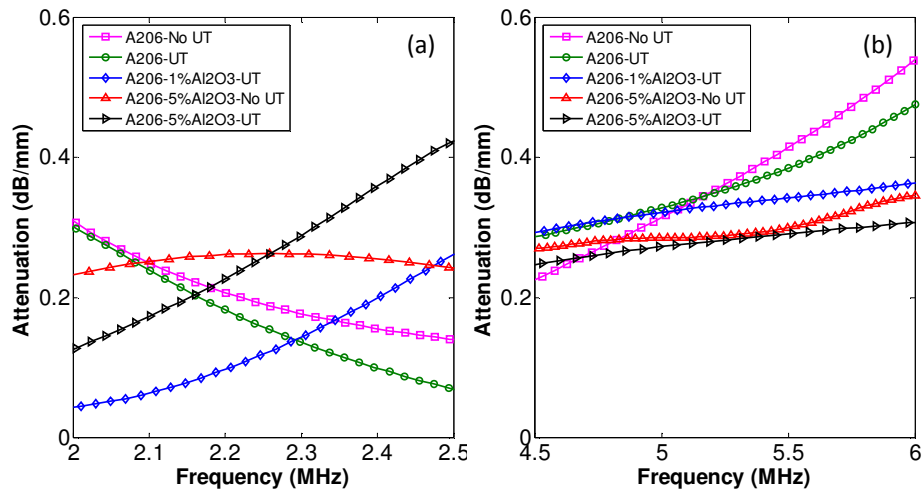 0.6
(a)
A206-No UT
A206-UT
A206-1%Al2O3-UT
A206-5%Al2O3-No UT
A206-5%Al2O3-UT
0.4
0.2
0
Attenuation (dB/mm)
2
2.1
2.2
2.3
2.4
2.5
Frequency (MHz)
0.6
(b)
A206-No UT
A206-UT
A206-1%Al2O3-UT
A206-5%Al2O3-No UT
A206-5%Al2O3-UT
0.4
0.2
0
Attenuation (dB/mm)
4.5
5
5.5
6
Frequency (MHz)